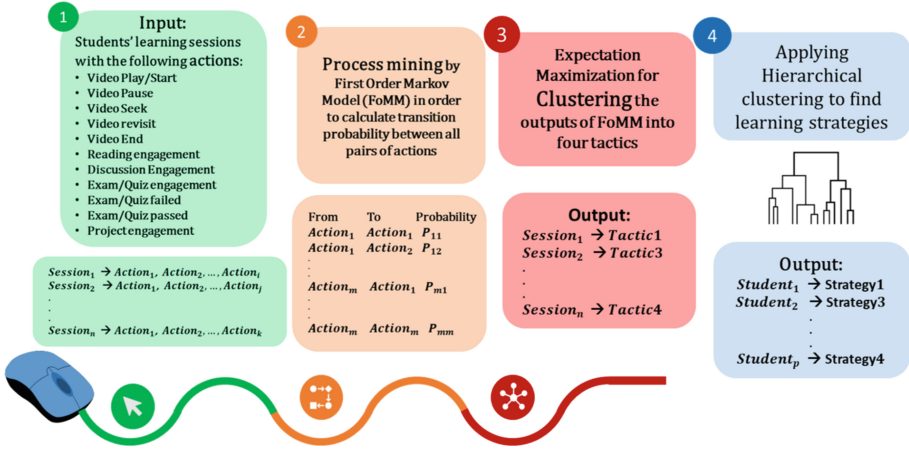 1
Input:
Students' learning sessions
with the following actions:
• Video Play/Start
• Video Pause
• Video Seek
• Video revisit
• Video End
• Reading engagement
• Discussion Engagement
• Exam/Quiz engagement
• Exam/Quiz failed
• Exam/Quiz passed
• Project engagement
Session₁ → Action₁, Action₂, ..., Actionᵢ
Session₂ → Action₁, Action₂, ..., Actionⱼ
.
.
.
Sessionₙ → Action₁, Action₂, ..., Actionₖ
2
Process mining by
First Order Markov
Model (FoMM) in order
to calculate transition
probability between all
pairs of actions
From To Probability
Action₁ Action₁ P₁₁
Action₁ Action₂ P₁₂
.
.
.
Actionₘ Action₁ Pₘ₁
.
.
Actionₘ Actionₘ Pₘₘ
3
Expectation
Maximization for
Clustering the
outputs of FoMM into
four tactics
Output:
Session₁ → Tactic1
Session₂ → Tactic3
.
.
.
Sessionₙ → Tactic4
4
Applying
Hierarchical
clustering to find
learning strategies
Output:
Student₁ → Strategy1
Student₂ → Strategy3
.
.
.
Studentₚ → Strategy4